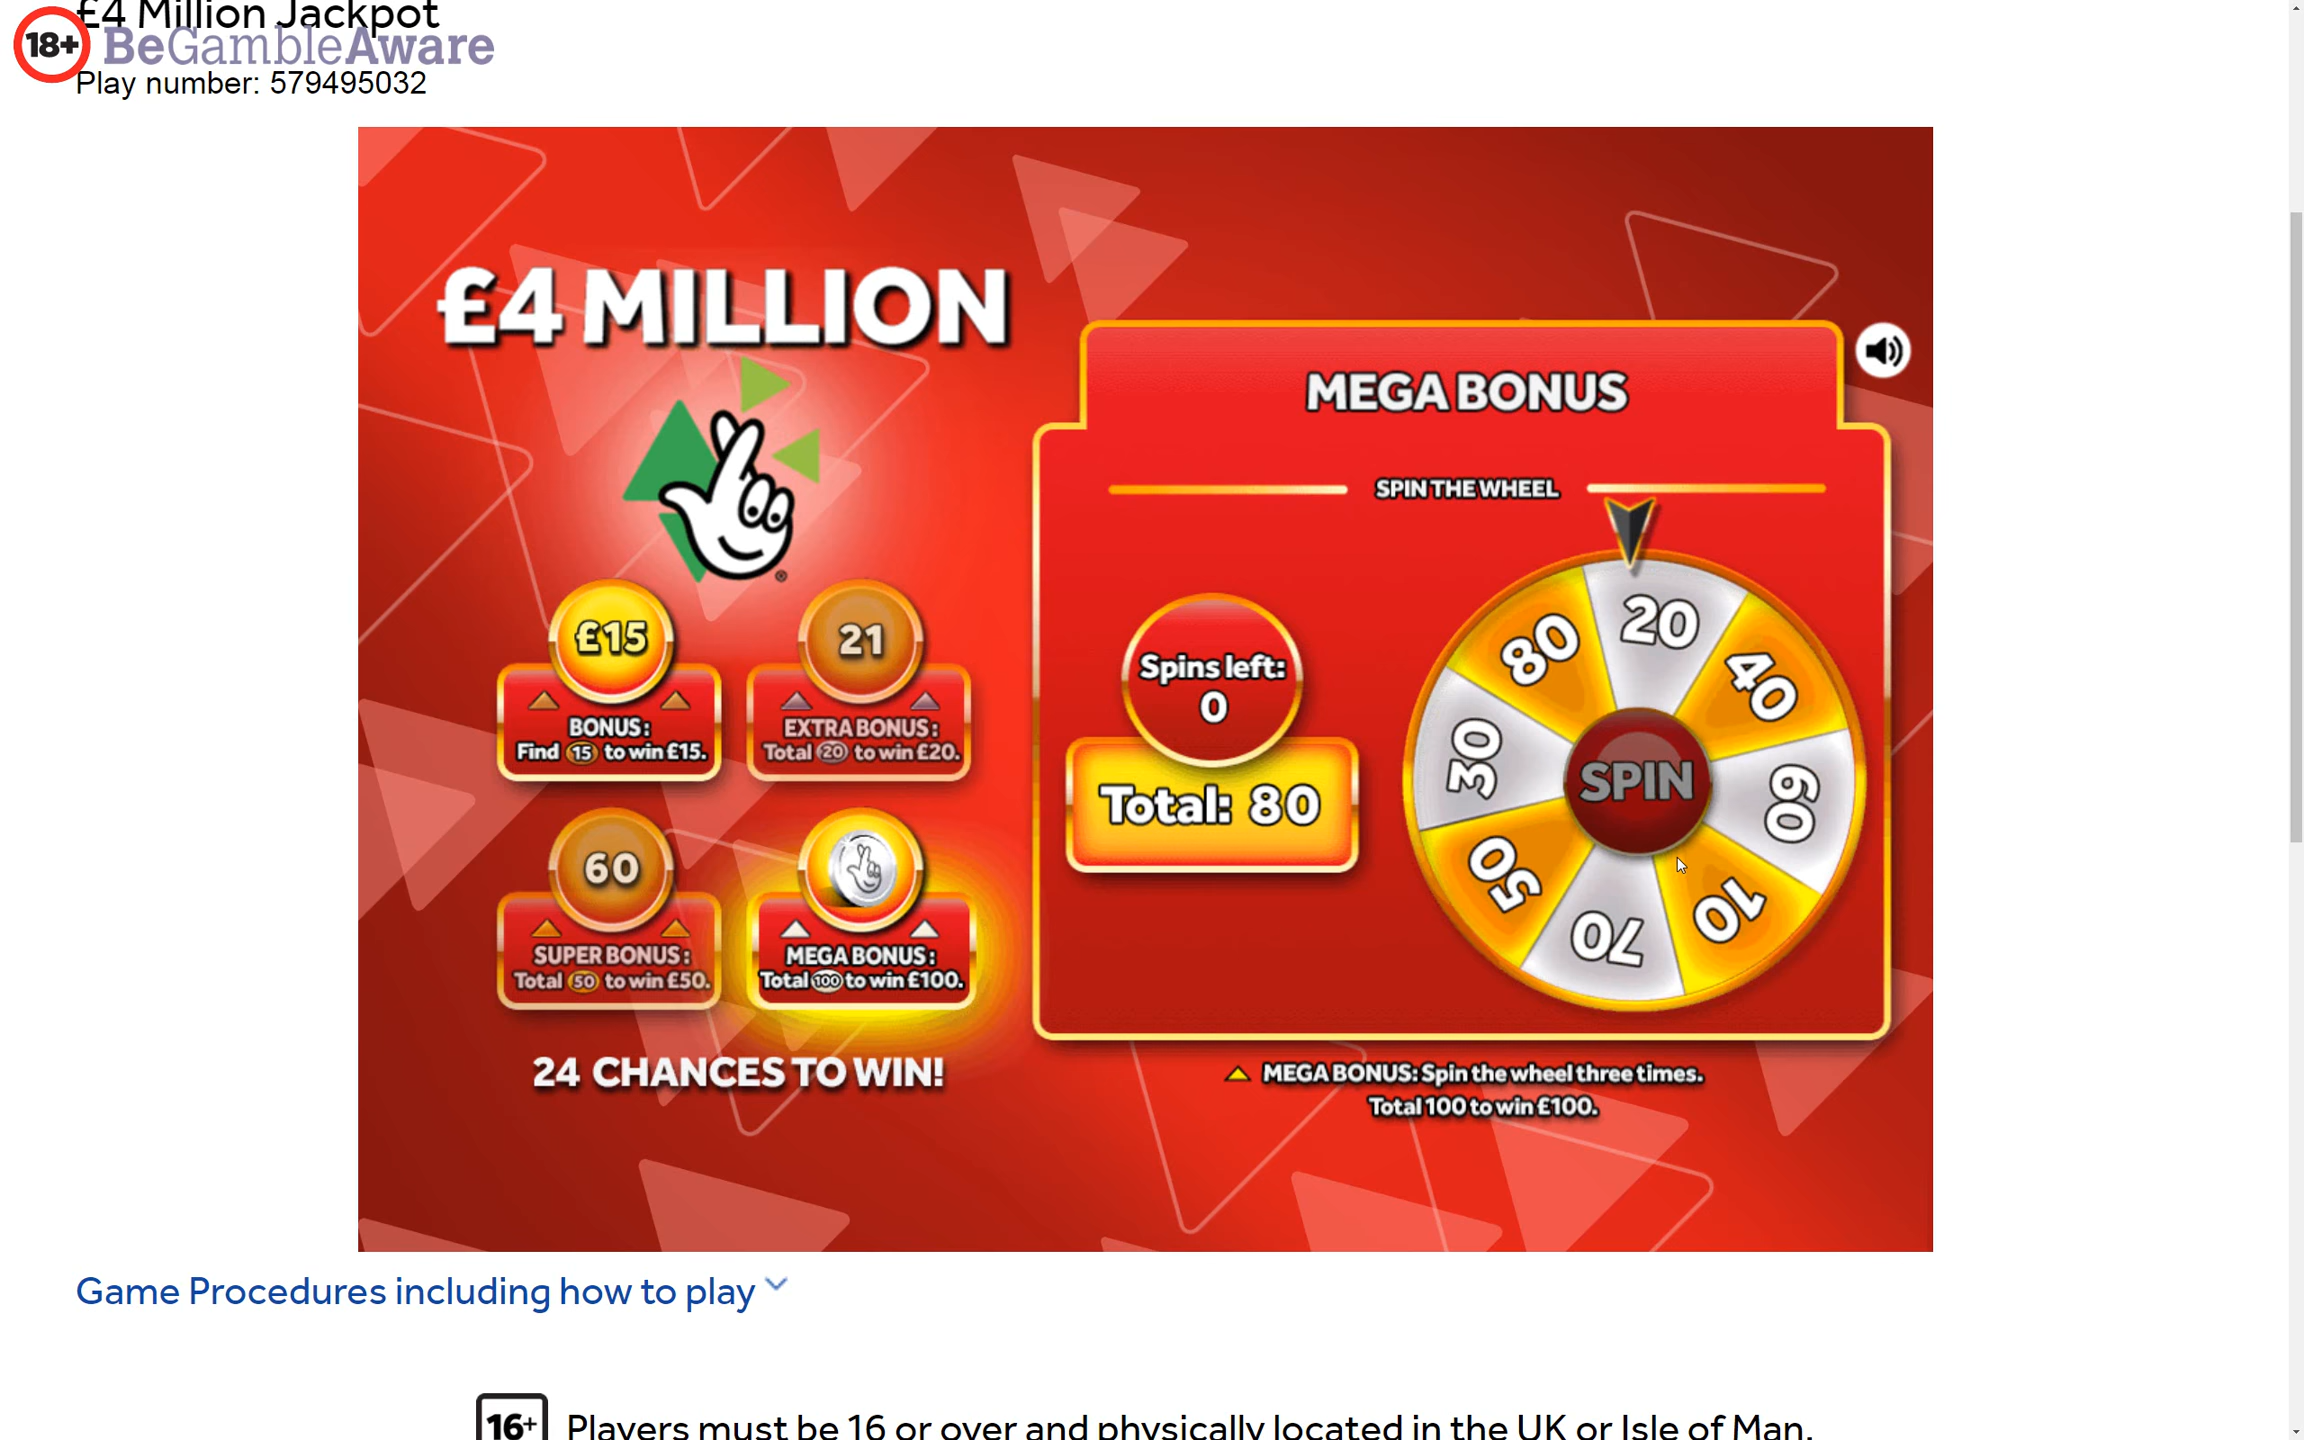 £4 Million Jackpot
18+ BeGambleAware
Play number: 579495032
£4 MILLION
£15
BONUS:
Find 15 to win £15.
21
EXTRA BONUS:
Total 20 to win £20.
60
SUPER BONUS:
Total 50 to win £50.
MEGA BONUS:
Total 100 to win £100.
24 CHANCES TO WIN!
MEGA BONUS
SPIN THE WHEEL
Spins left:
0
Total: 80
20
40
60
10
70
50
30
80
SPIN
MEGA BONUS: Spin the wheel three times.
Total 100 to win £100.
Game Procedures including how to play
16+ Players must be 16 or over and physically located in the UK or Isle of Man.